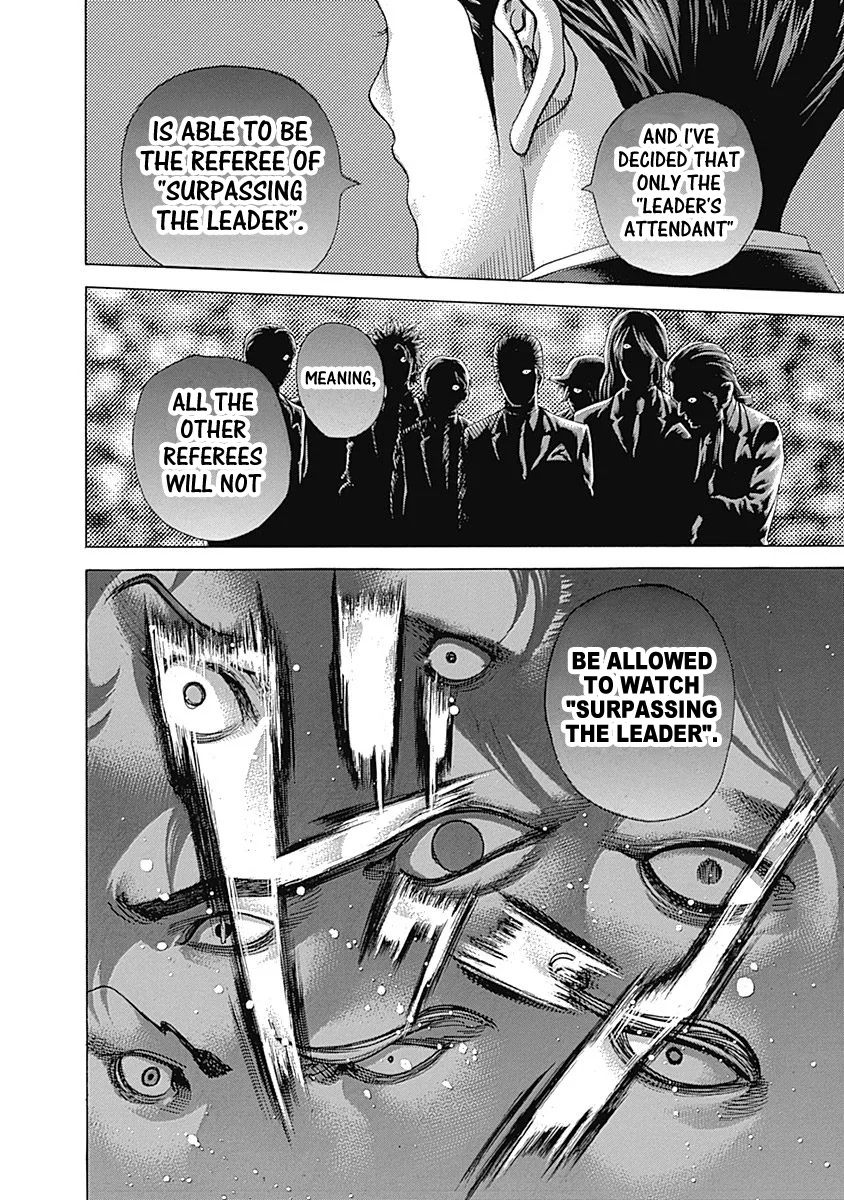 AND I'VE
DECIDED THAT
ONLY THE
"LEADER'S
ATTENDANT"
IS ABLE TO BE
THE REFEREE OF
"SURPASSING
THE LEADER".
MEANING,
ALL THE
OTHER
REFEREES
WILL NOT
BE ALLOWED
TO WATCH
"SURPASSING
THE LEADER".